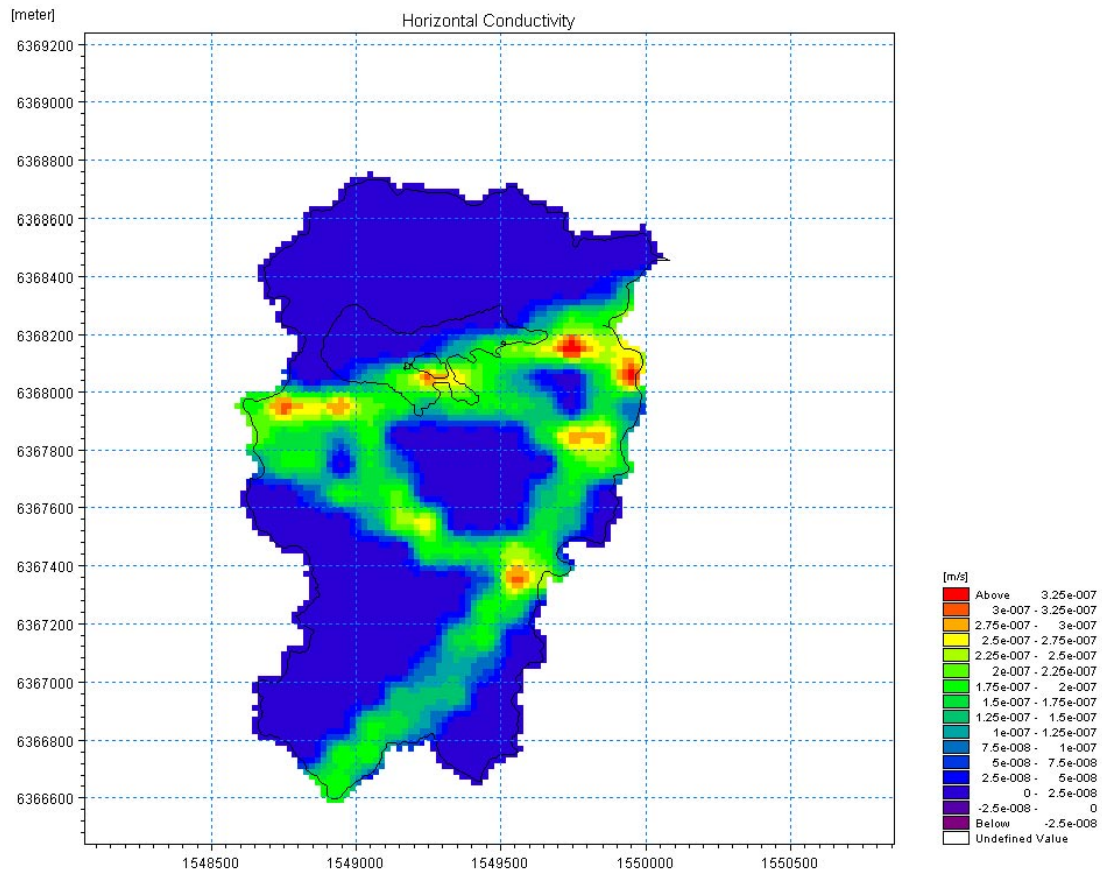 [meter]
Horizontal Conductivity
6369200
6369000
6368800
6368600
6368400
6368200
6368000
6367800
6367600
6367400
6367200
6367000
6366800
6366600
1548500 1549000 1549500 1550000 1550500
[m/s]
Above 3.25e-007
3e-007 - 3.25e-007
2.75e-007 - 3e-007
2.5e-007 - 2.75e-007
2.25e-007 - 2.5e-007
2e-007 - 2.25e-007
1.75e-007 - 2e-007
1.5e-007 - 1.75e-007
1.25e-007 - 1.5e-007
1e-007 - 1.25e-007
7.5e-008 - 1e-007
5e-008 - 7.5e-008
2.5e-008 - 5e-008
0 - 2.5e-008
-2.5e-008 - 0
Below -2.5e-008
Undefined Value